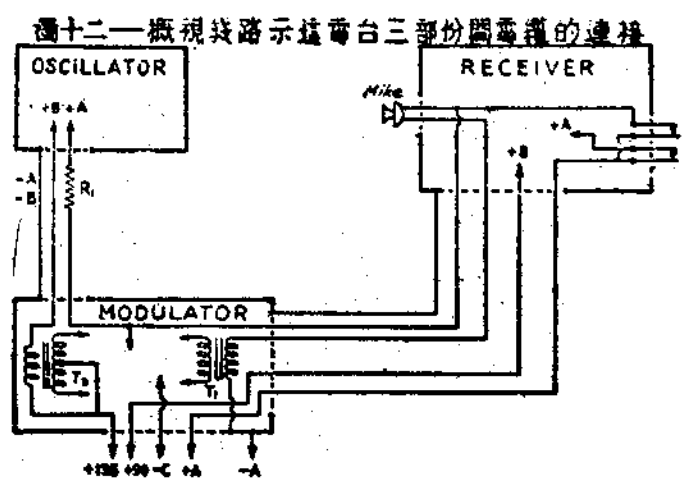 圖十二——概視綫路示這電台三部份間電纜的連接
OSCILLATOR
RECEIVER
Mike
+B +A
+A
+B
-A
-B
R₁
MODULATOR
T₂
T₁
+135 +90 -C +A -A